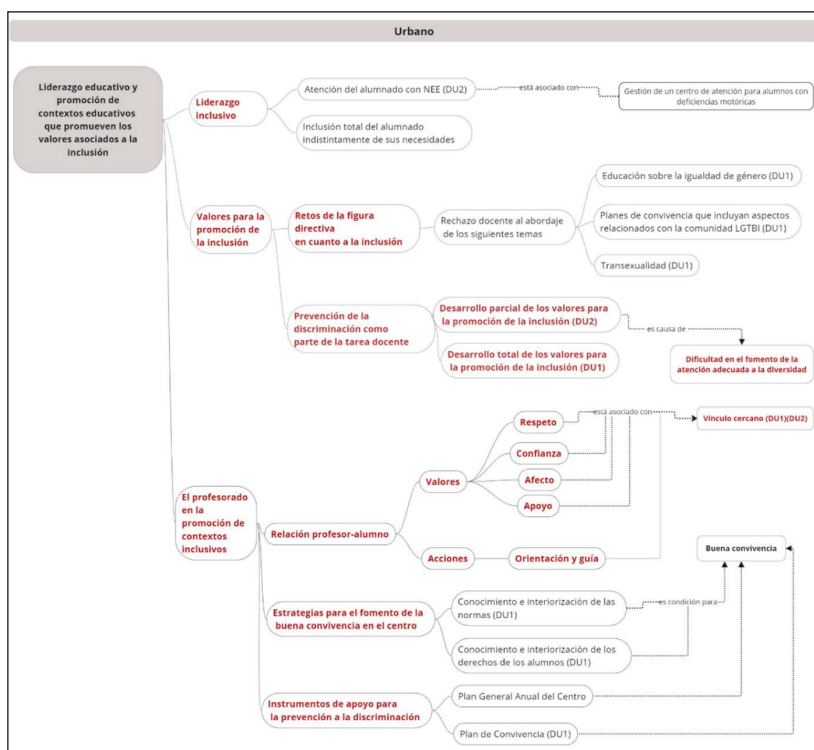 Urbano
Liderazgo educativo y
promoción de
contextos educativos
que promueven los
valores asociados a la
inclusión
Liderazgo
inclusivo
Atención del alumnado con NEE (DU2)
está asociado con
Gestión de un centro de atención para alumnos con
deficiencias motóricas
Inclusión total del alumnado
indistintamente de sus necesidades
Valores para la
promoción de
la inclusión
Retos de la figura
directiva
en cuanto a la inclusión
Rechazo docente al abordaje
de los siguientes temas
Educación sobre la igualdad de género (DU1)
Planes de convivencia que incluyan aspectos
relacionados con la comunidad LGTBI (DU1)
Transexualidad (DU1)
Prevención de la
discriminación como
parte de la tarea docente
Desarrollo parcial de los valores para
la promoción de la inclusión (DU2)
es causa de
Dificultad en el fomento de la
atención adecuada a la diversidad
Desarrollo total de los valores para
la promoción de la inclusión (DU1)
El profesorado
en la
promoción de
contextos
inclusivos
Relación profesor-alumno
Valores
Respeto
está asociado con
Vínculo cercano (DU1)(DU2)
Confianza
Afecto
Apoyo
Acciones
Orientación y guía
Buena convivencia
Estrategias para el fomento de la
buena convivencia en el centro
Conocimiento e interiorización de las
normas (DU1)
es condición para
Conocimiento e interiorización de los
derechos de los alumnos (DU1)
Instrumentos de apoyo para
la prevención a la discriminación
Plan General Anual del Centro
Plan de Convivencia (DU1)